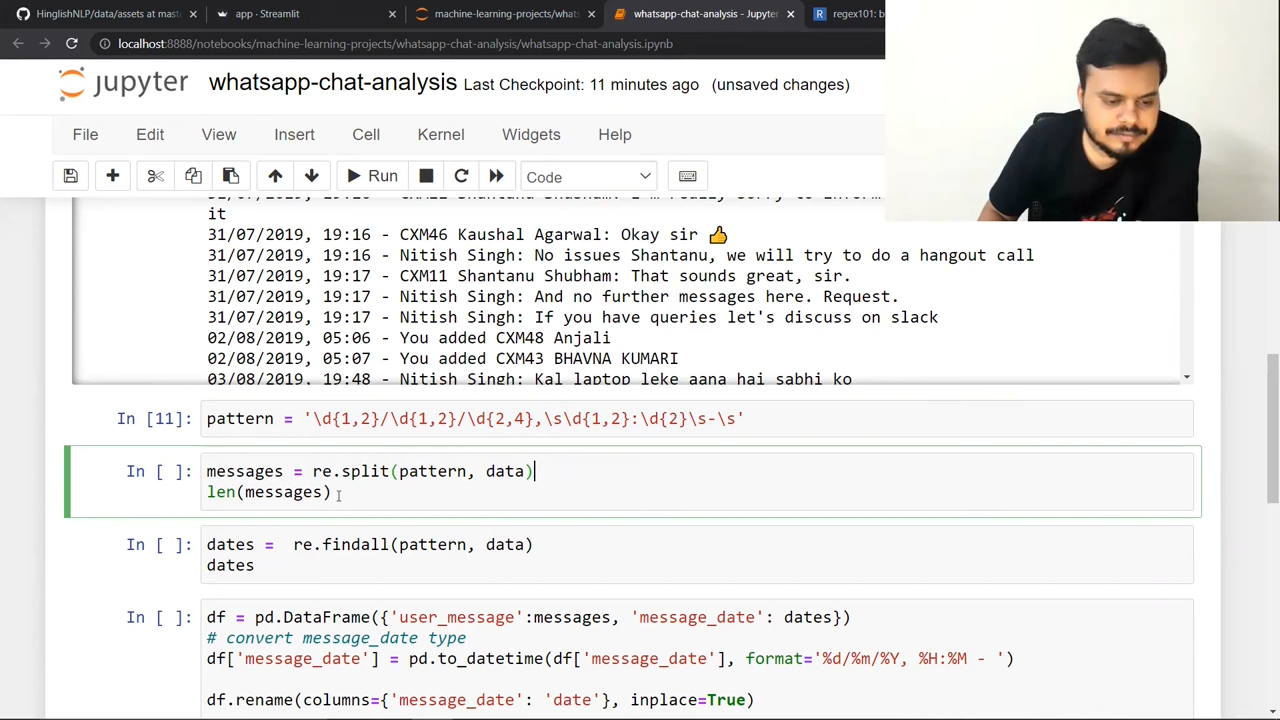 HinglishNLP/data/assets at mast
app · Streamlit
machine-learning-projects/whats
whatsapp-chat-analysis - Jupyter
regex101: b
localhost:8888/notebooks/machine-learning-projects/whatsapp-chat-analysis/whatsapp-chat-analysis.ipynb
jupyter whatsapp-chat-analysis Last Checkpoint: 11 minutes ago (unsaved changes)
File Edit View Insert Cell Kernel Widgets Help
Run Code
it
31/07/2019, 19:16 - CXM46 Kaushal Agarwal: Okay sir 👍
31/07/2019, 19:16 - Nitish Singh: No issues Shantanu, we will try to do a hangout call
31/07/2019, 19:17 - CXM11 Shantanu Shubham: That sounds great, sir.
31/07/2019, 19:17 - Nitish Singh: And no further messages here. Request.
31/07/2019, 19:17 - Nitish Singh: If you have queries let's discuss on slack
02/08/2019, 05:06 - You added CXM48 Anjali
02/08/2019, 05:07 - You added CXM43 BHAVNA KUMARI
03/08/2019, 19:48 - Nitish Singh: Kal laptop leke aana hai sabhi ko
In [11]: pattern = '\d{1,2}/\d{1,2}/\d{2,4},\s\d{1,2}:\d{2}\s-\s'
In [ ]: messages = re.split(pattern, data)
len(messages)
In [ ]: dates = re.findall(pattern, data)
dates
In [ ]: df = pd.DataFrame({'user_message':messages, 'message_date': dates})
# convert message_date type
df['message_date'] = pd.to_datetime(df['message_date'], format='%d/%m/%Y, %H:%M - ')
df.rename(columns={'message_date': 'date'}, inplace=True)